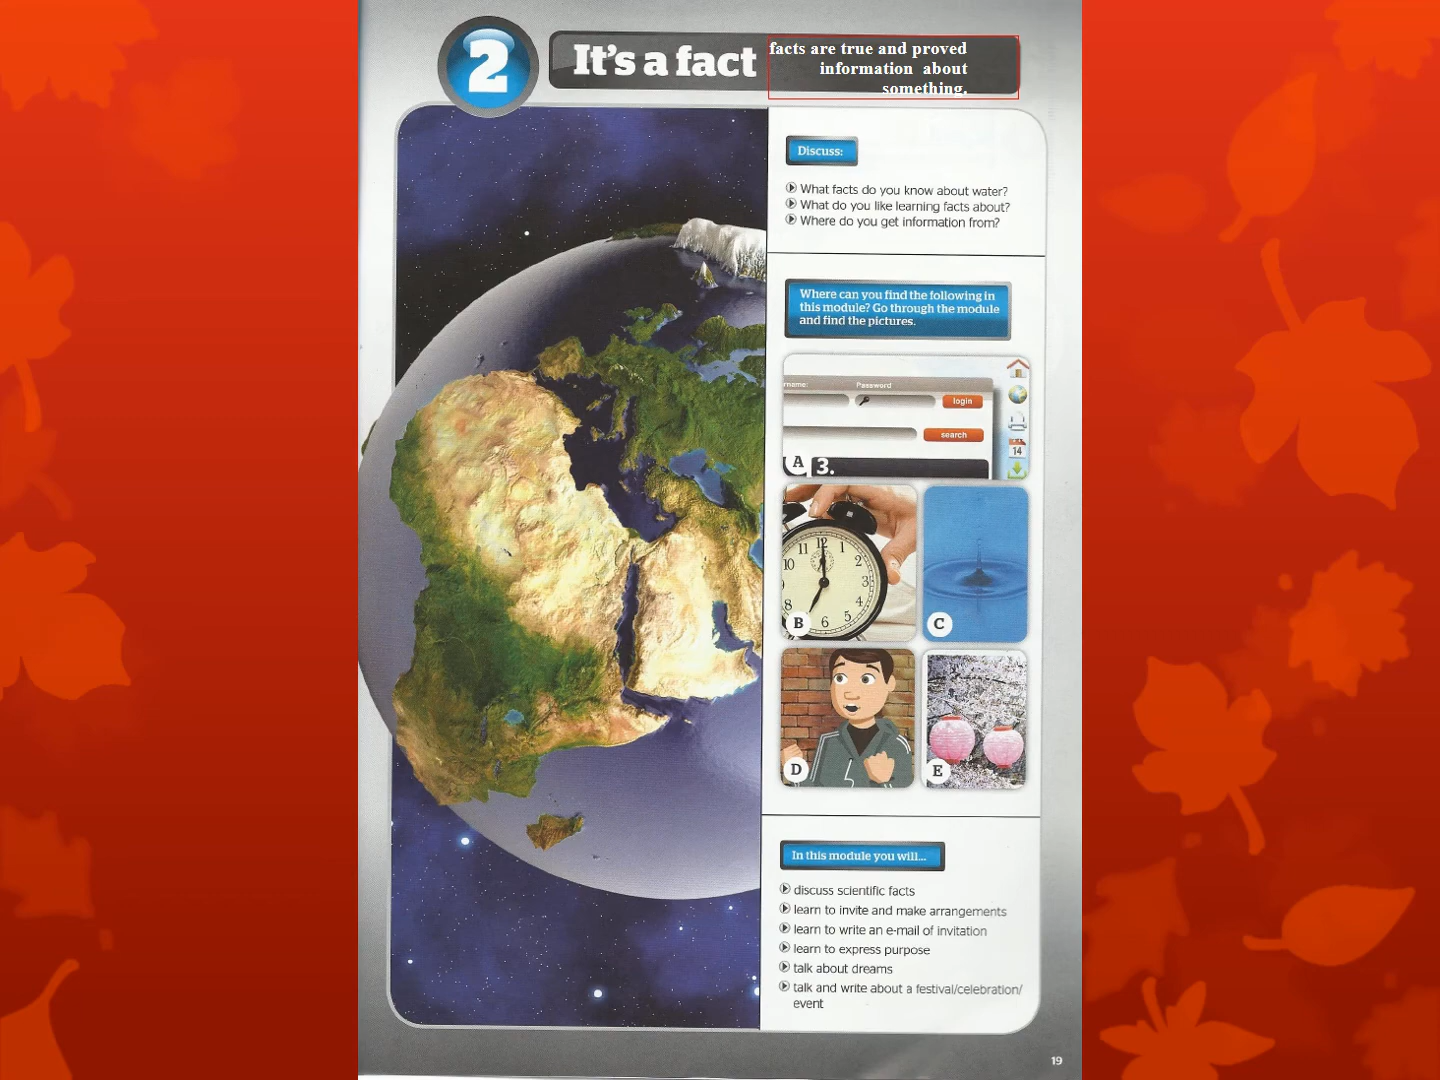 2
It's a fact
facts are true and proved
information about
something.
Discuss:
What facts do you know about water?
What do you like learning facts about?
Where do you get information from?
Where can you find the following in
this module? Go through the module
and find the pictures.
rname: Password
login
search
14
A 3.
11 12 1
10 2
3
8 4
6 5
B
C
D
E
In this module you will...
discuss scientific facts
learn to invite and make arrangements
learn to write an e-mail of invitation
learn to express purpose
talk about dreams
talk and write about a festival/celebration/
event
19